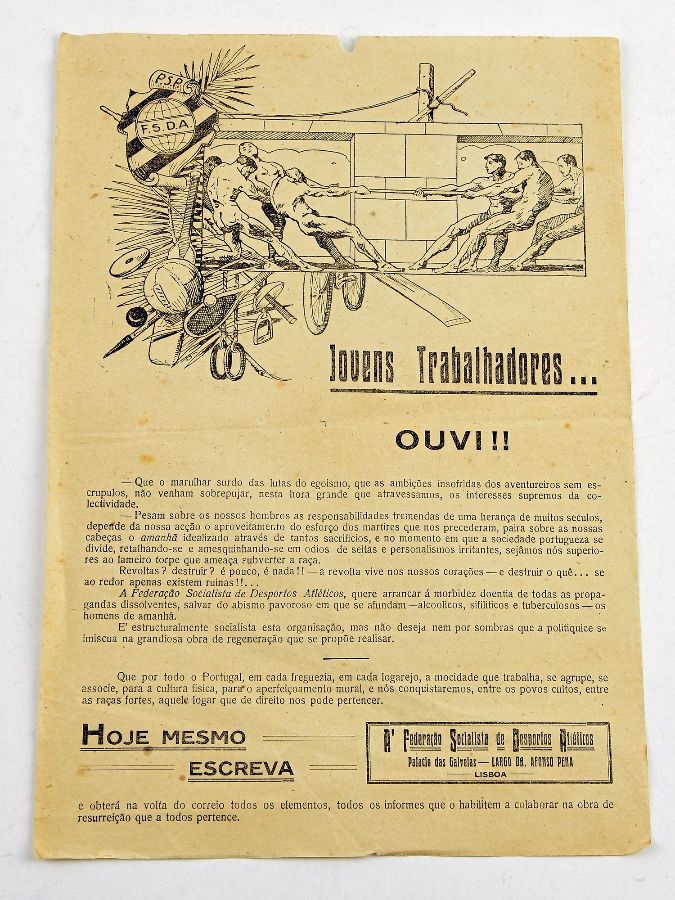 P.S.P.
F.S.D.A.
Jovens Trabalhadores...
OUVI!!
—Que o marulhar surdo das lutas do egoísmo, que as ambições insofridas dos aventureiros sem es-
crupulos, não venham sobrepujar, nesta hora grande que atravessamos, os interesses supremos da co-
lectividade.
—Pesam sobre os nossos hombros as responsabilidades tremendas de uma herança de muitos seculos,
depende da nossa acção o aproveitamento do esforço dos martires que nos precederam, paira sobre as nossas
cabeças o amanhã idealizado através de tantos sacrifícios, e no momento em que a sociedade portugueza se
divide, retalhando-se e amesquinhando-se em odios de seitas e personalismos irritantes, sejâmos nós superio-
res ao lameiro torpe que ameaça subverter a raça.
Revoltas? destruir? é pouco, é nada!!—a revolta vive nos nossos corações—e destruir o quê... se
ao redor apenas existem ruinas!!...
A Federação Socialista de Desportos Atléticos, quere arrancar á morbidez doentia de todas as propa-
gandas dissolventes, salvar do abismo pavoroso em que se afundam—alcoolicos, sifiliticos e tuberculosos—os
homens de amanhã.
E' estructuralmente socialista esta organisação, mas não deseja nem por sombras que a politiquice se
imiscua na grandiosa obra de regeneração que se propõe realisar.
Que por todo o Portugal, em cada freguezia, em cada logarejo, a mocidade que trabalha, se agrupe, se
associe, para a cultura fisica, para o aperfeiçoamento moral, e nós conquistaremos, entre os povos cultos, entre
as raças fortes, aquele logar que de direito nos pode pertencer.
HOJE MESMO
ESCREVA
A' Federação Socialista de Desportos Atléticos
Palacio das Galveias—LARGO DR. AFONSO PENA
LISBOA
e obterá na volta do correio todos os elementos, todos os informes que o habilitem a colaborar na obra de
resurreição que a todos pertence.